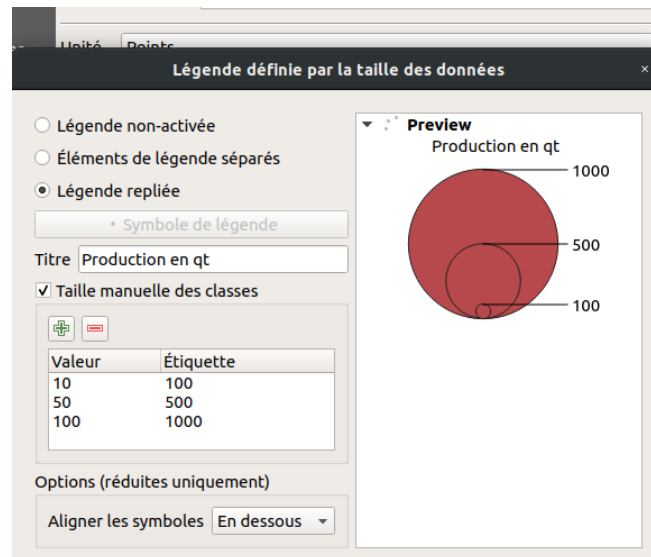 Unité Points
Légende définie par la taille des données ×
Légende non-activée
Éléments de légende séparés
Légende repliée
Symbole de légende
Titre Production en qt
Taille manuelle des classes
Valeur Étiquette
10 100
50 500
100 1000
Options (réduites uniquement)
Aligner les symboles En dessous
Preview
Production en qt
1000
500
100